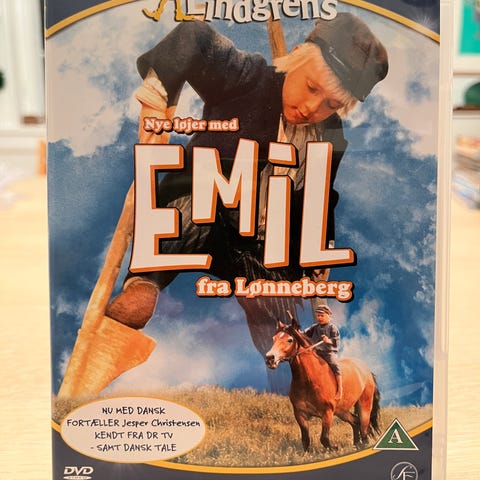 Lindgrens
Nye løjer med
EMiL
fra Lønneberg
NU MED DANSK
FORTÆLLER Jesper Christensen
KENDT FRA DR TV
- SAMT DANSK TALE
DVD
A
SF